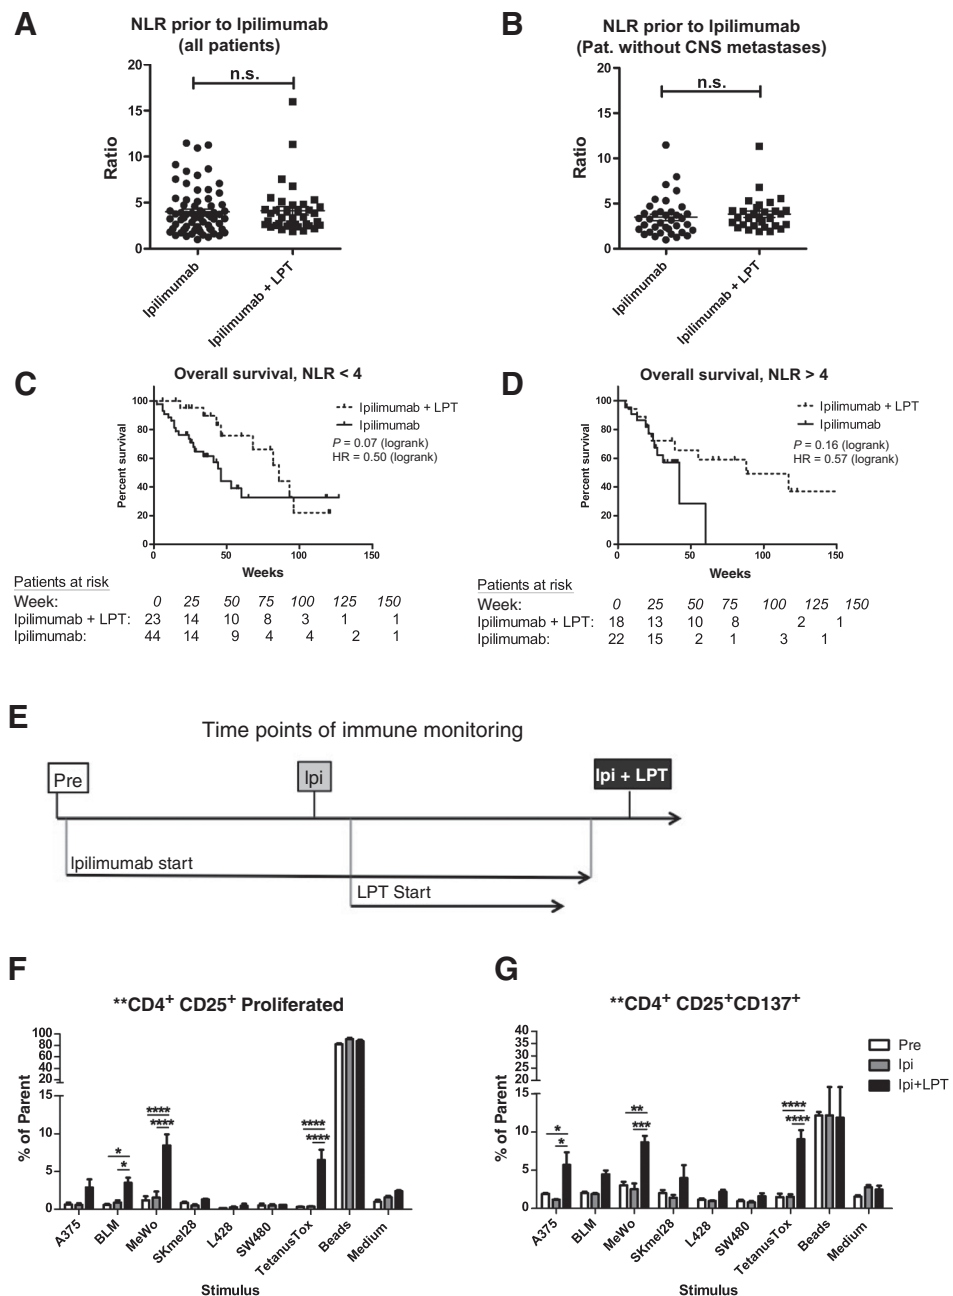 A
NLR prior to Ipilimumab
(all patients)
n.s.
Ratio
20
15
10
5
0
Ipilimumab
Ipilimumab + LPT
B
NLR prior to Ipilimumab
(Pat. without CNS metastases)
n.s.
Ratio
20
15
10
5
0
Ipilimumab
Ipilimumab + LPT
C
Overall survival, NLR < 4
Percent survival
100
80
60
40
20
0
Ipilimumab + LPT
Ipilimumab
P = 0.07 (logrank)
HR = 0.50 (logrank)
0 50 100 150
Weeks
Patients at risk
Week: 0 25 50 75 100 125 150
Ipilimumab + LPT: 23 14 10 8 3 1 1
Ipilimumab: 44 14 9 4 4 2 1
D
Overall survival, NLR > 4
Percent survival
100
80
60
40
20
0
Ipilimumab + LPT
Ipilimumab
P = 0.16 (logrank)
HR = 0.57 (logrank)
0 50 100 150
Weeks
Patients at risk
Week: 0 25 50 75 100 125 150
Ipilimumab + LPT: 18 13 10 8 2 1
Ipilimumab: 22 15 2 1 3 1
E
Time points of immune monitoring
Pre
Ipi
Ipi + LPT
Ipilimumab start
LPT Start
F
**CD4+ CD25+ Proliferated
% of Parent
100
80
60
40
20
15
10
5
0
* * **** **** **** ****
A375 BLM MeWo SKmel28 L428 SW480 TetanusTox Beads Medium
Stimulus
G
**CD4+ CD25+CD137+
% of Parent
40
35
30
25
20
15
10
5
0
* * ** *** **** ****
A375 BLM MeWo SKmel28 L428 SW480 TetanusTox Beads Medium
Stimulus
Pre
Ipi
Ipi+LPT